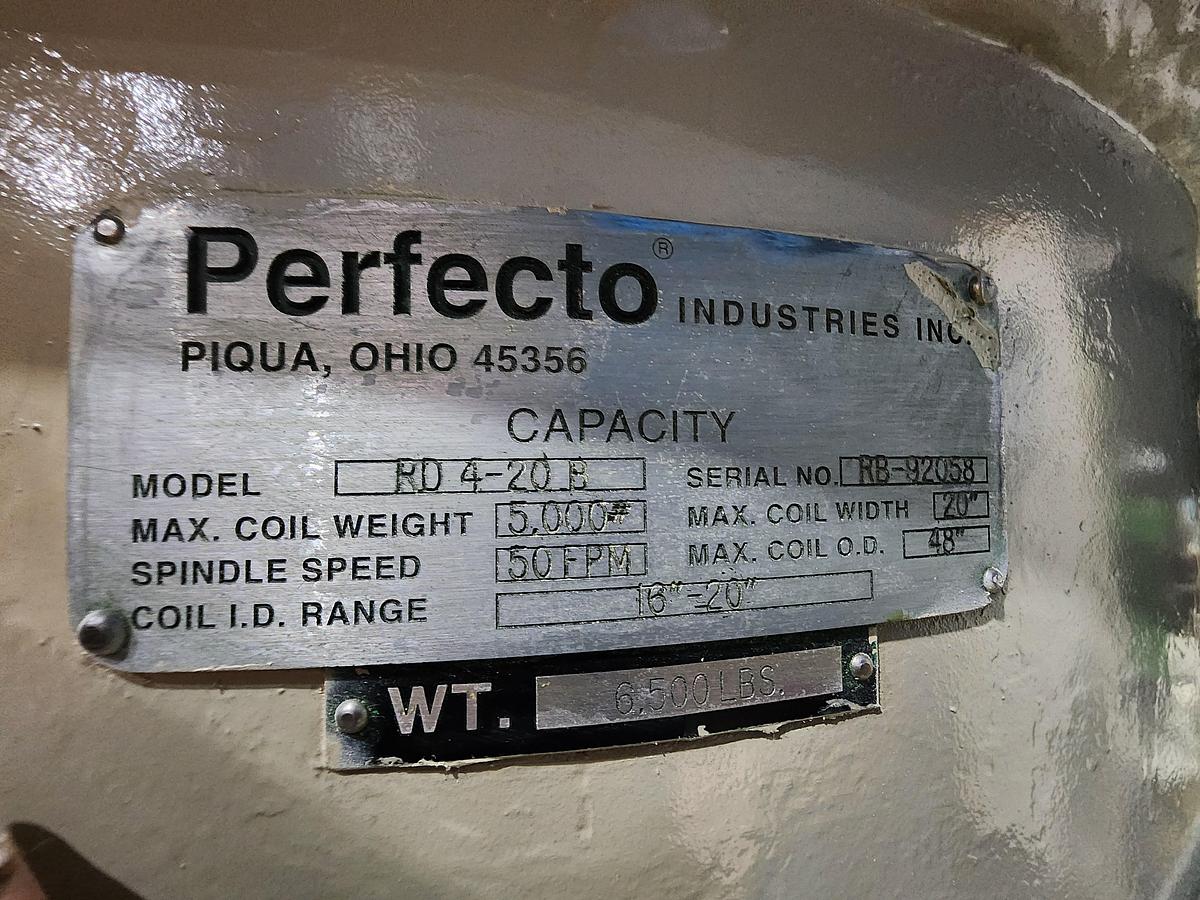 Perfecto® INDUSTRIES INC.
PIQUA, OHIO 45356
CAPACITY
MODEL RD 4-20 B SERIAL NO. RB-92058
MAX. COIL WEIGHT 5,000# MAX. COIL WIDTH 20"
SPINDLE SPEED 50 FPM MAX. COIL O.D. 48"
COIL I.D. RANGE 16"-20"
WT. 6,500 LBS.